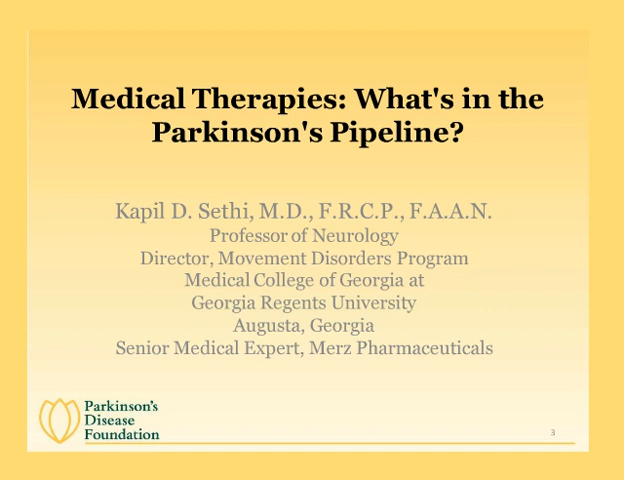 Medical Therapies: What's in the
Parkinson's Pipeline?
Kapil D. Sethi, M.D., F.R.C.P., F.A.A.N.
Professor of Neurology
Director, Movement Disorders Program
Medical College of Georgia at
Georgia Regents University
Augusta, Georgia
Senior Medical Expert, Merz Pharmaceuticals
Parkinson's
Disease
Foundation
3